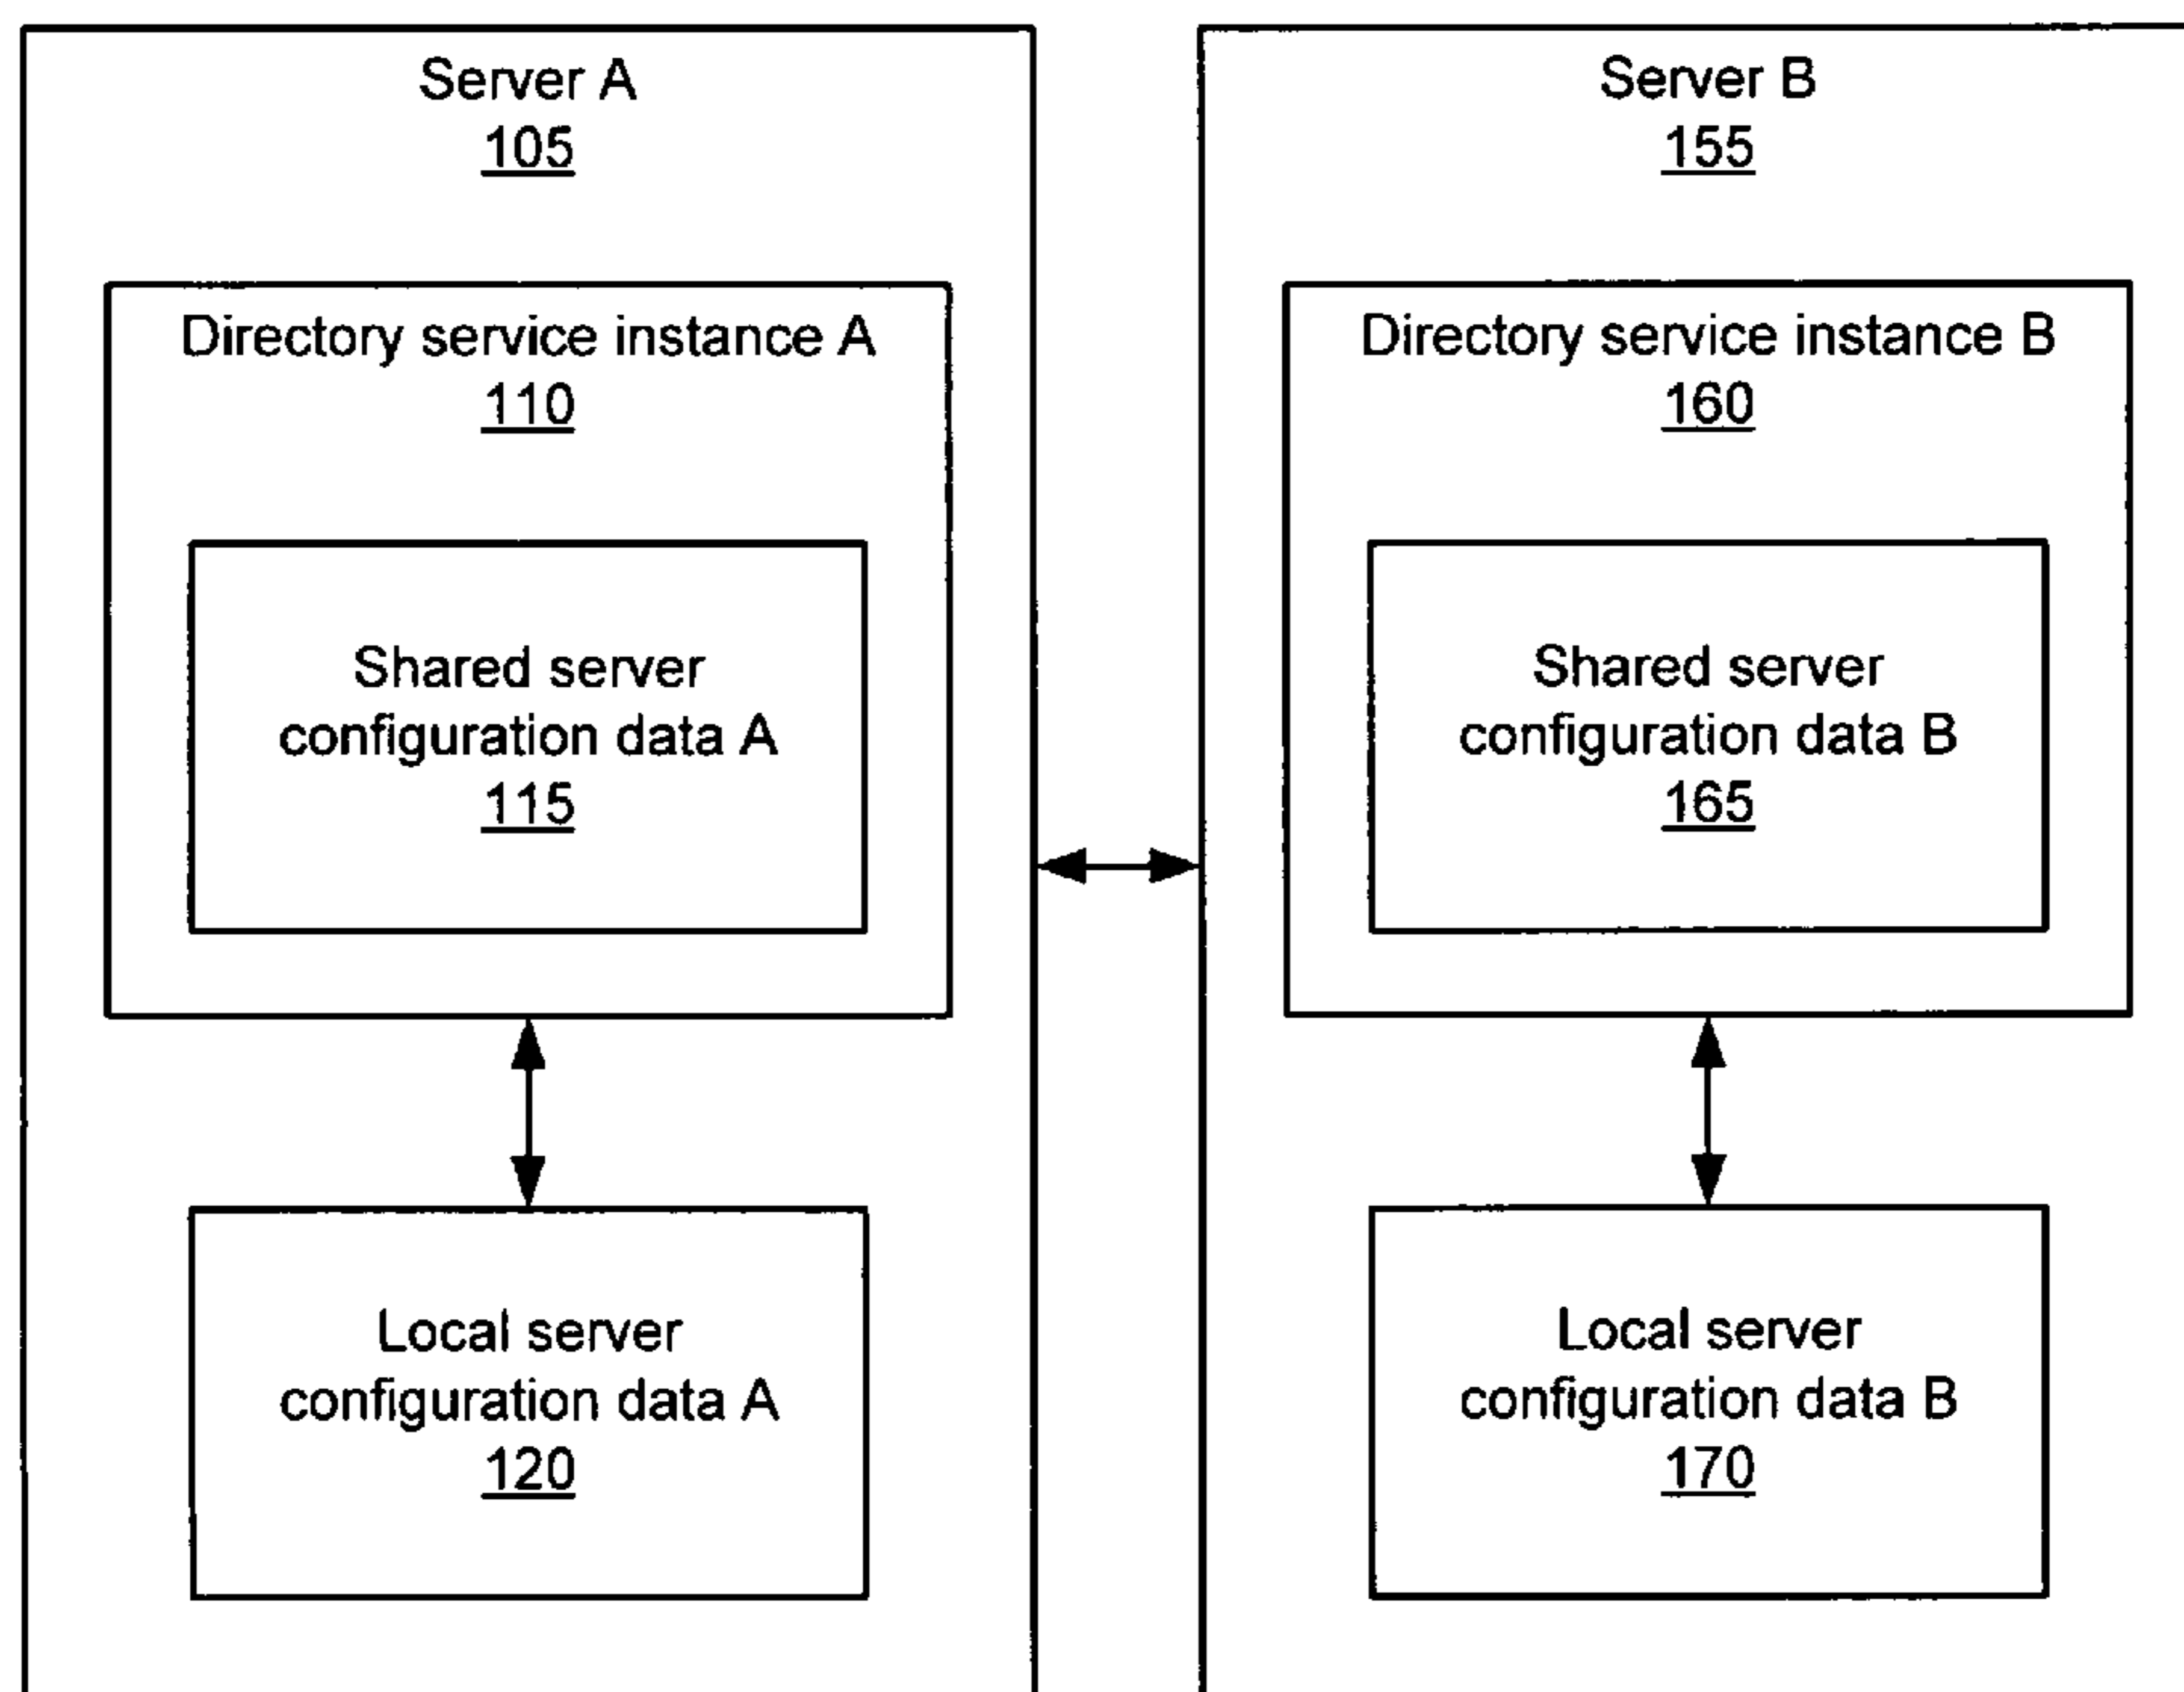 Server A
105
Directory service instance A
110
Shared server
configuration data A
115
Local server
configuration data A
120
Server B
155
Directory service instance B
160
Shared server
configuration data B
165
Local server
configuration data B
170